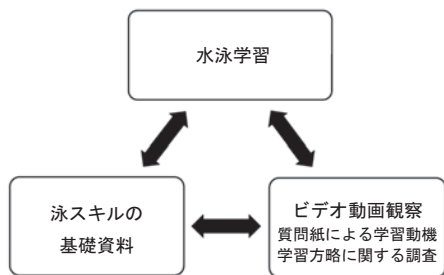 水泳学習
泳スキルの
基礎資料
ビデオ動画観察
質問紙による学習動機
学習方略に関する調査